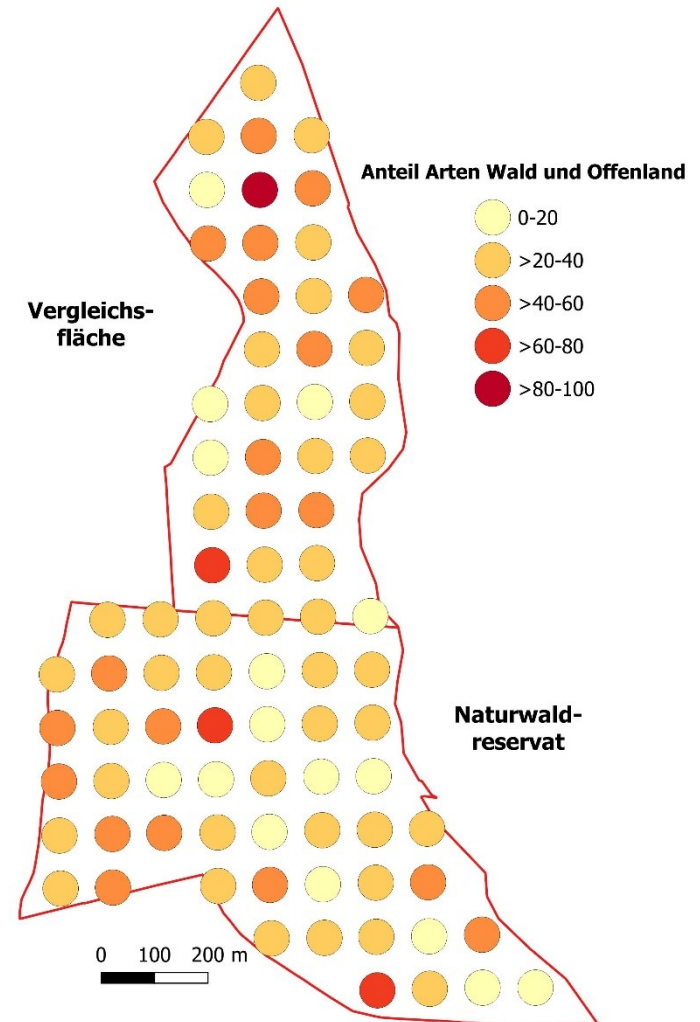 Anteil Arten Wald und Offenland
0-20
>20-40
>40-60
>60-80
>80-100
Vergleichs-
fläche
Naturwald-
reservat
0 100 200 m